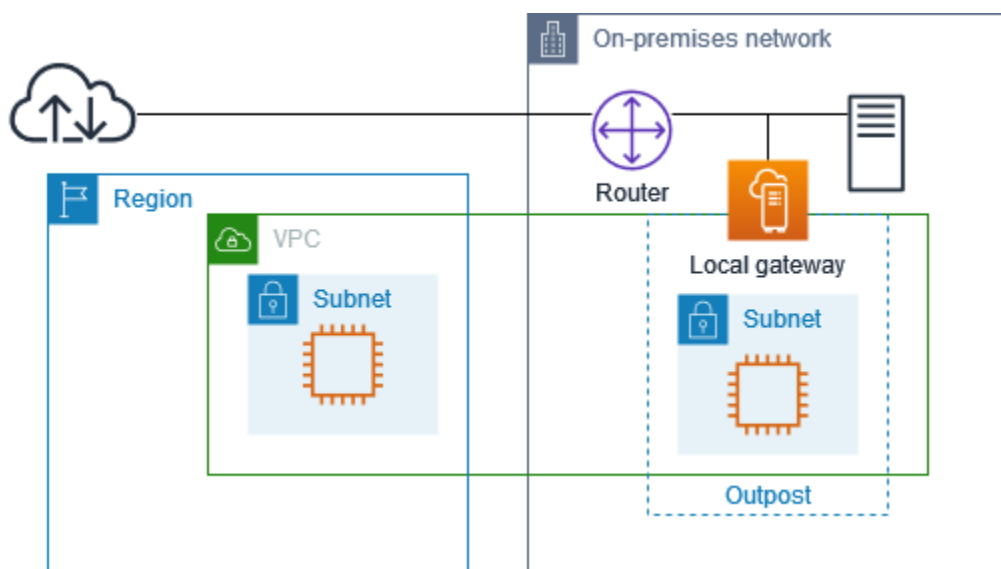 On-premises network
Router
Region
VPC
Local gateway
Subnet
Subnet
Outpost